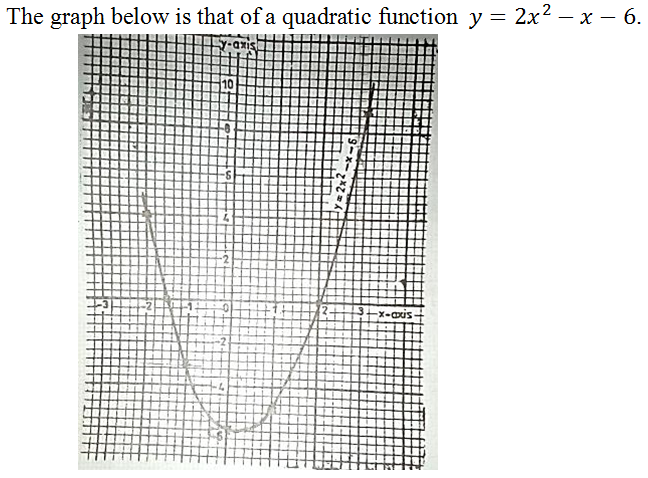 The graph below is that of a quadratic function y = 2x² – x – 6.
y-axis
10
8
6
y = 2x² – x – 6
4
2
-3 -2 -1 0 1 2 3 x-axis
-2
-4
-6